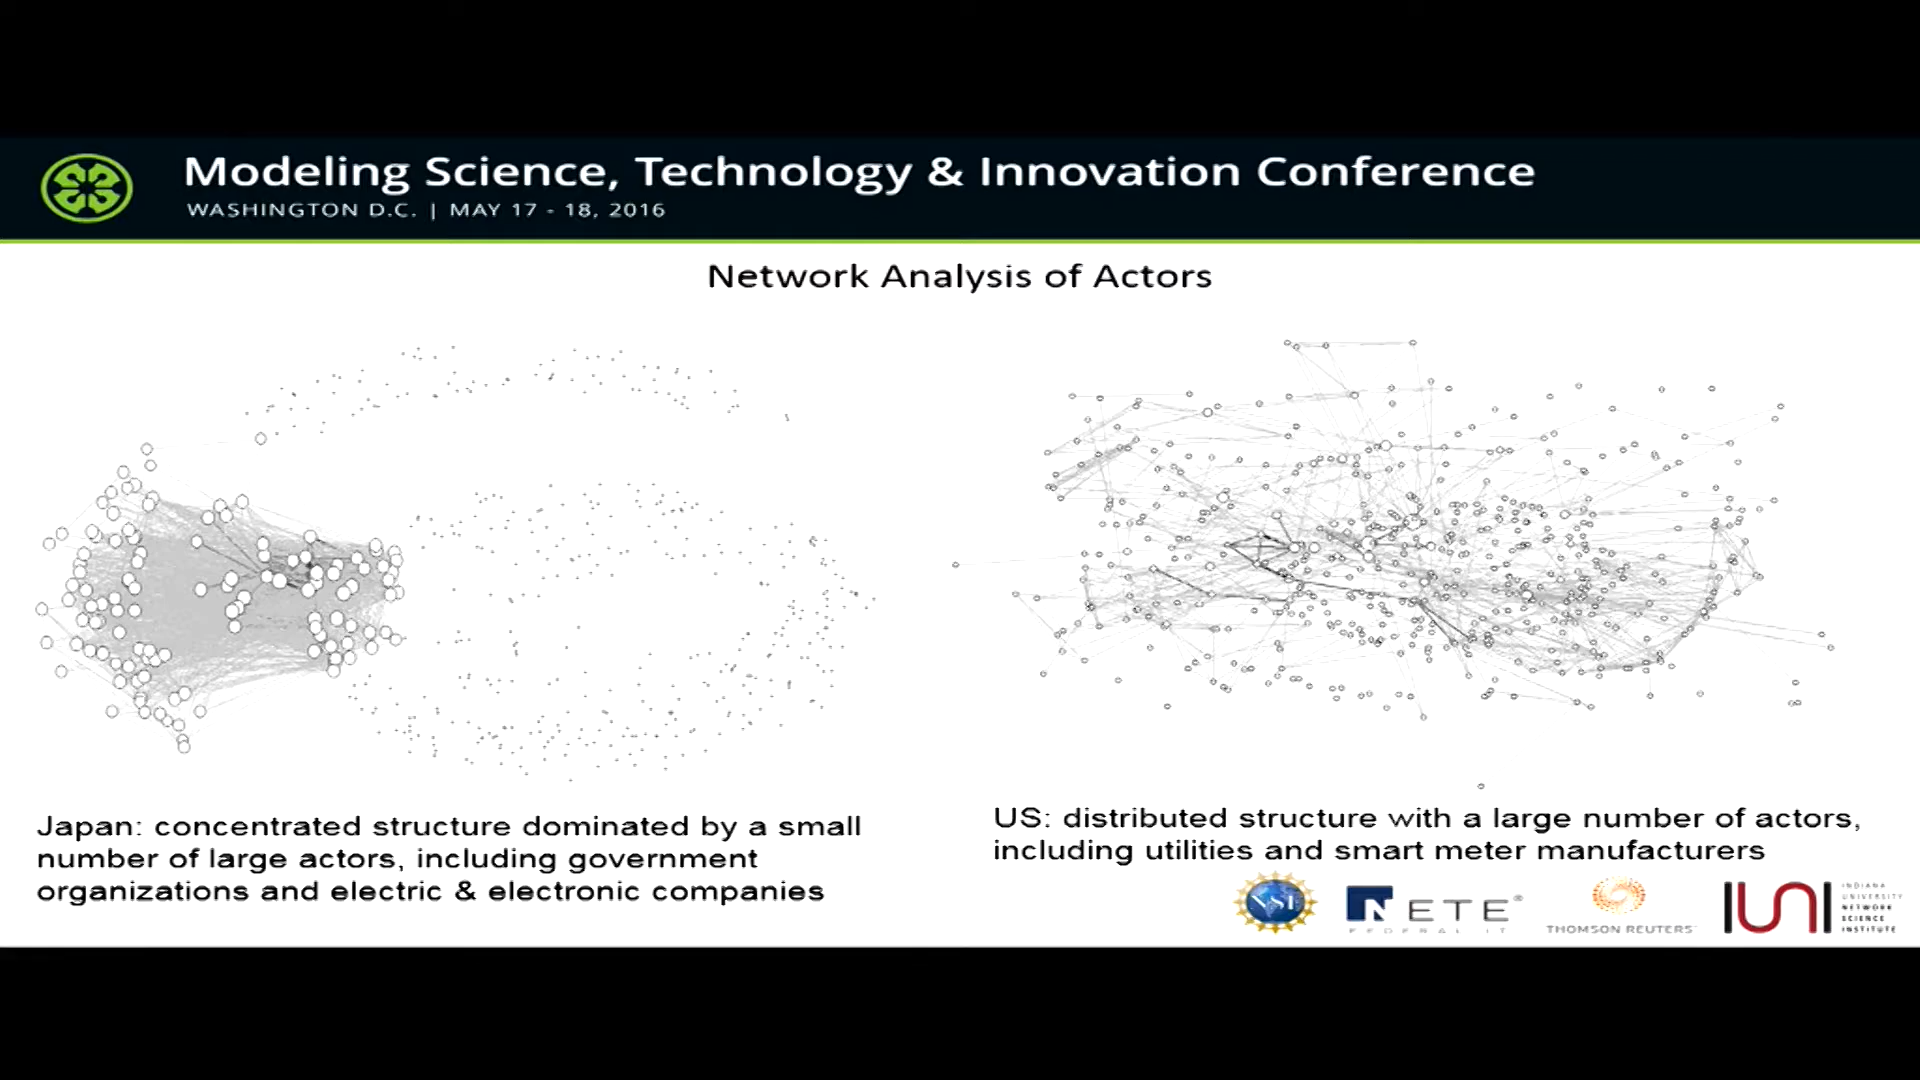 Modeling Science, Technology & Innovation Conference
WASHINGTON D.C. | MAY 17 - 18, 2016
Network Analysis of Actors
Japan: concentrated structure dominated by a small
number of large actors, including government
organizations and electric & electronic companies
US: distributed structure with a large number of actors,
including utilities and smart meter manufacturers
NSF
NETE®
FEDERAL IT
THOMSON REUTERS
IUNI
INDIANA
UNIVERSITY
NETWORK
SCIENCE
INSTITUTE